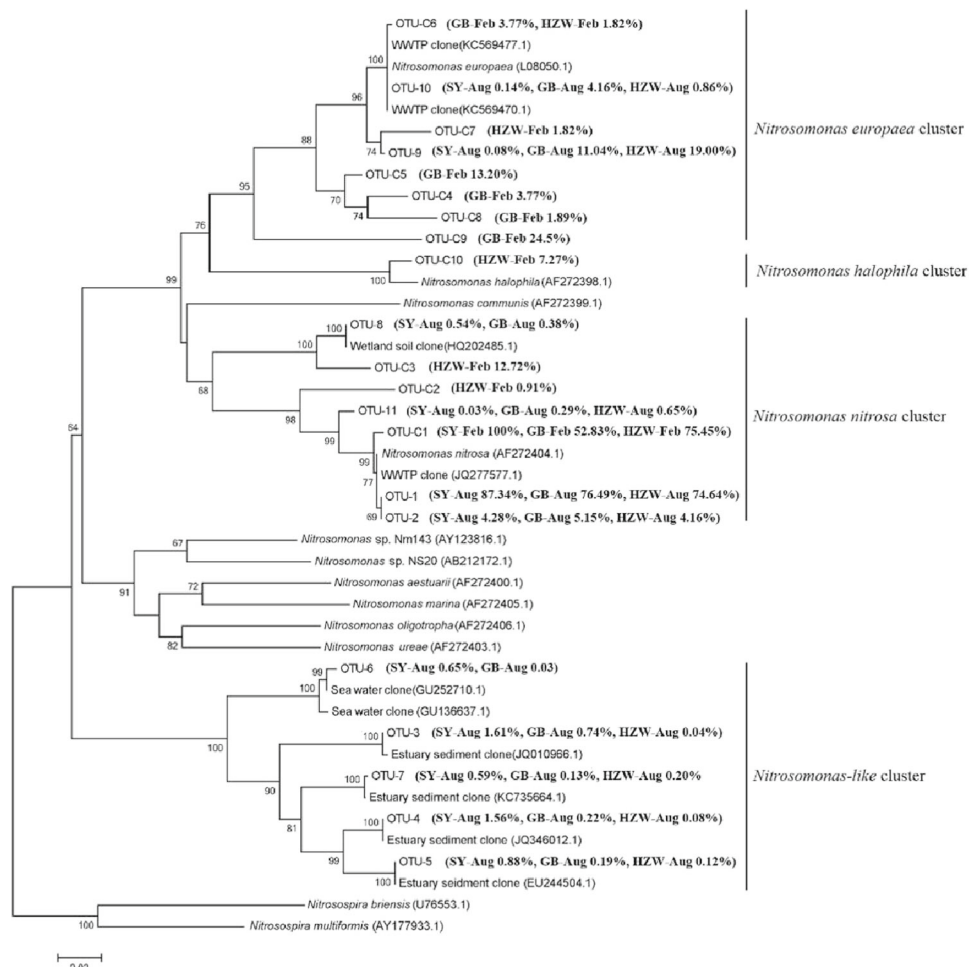 OTU-C6 (GB-Feb 3.77%, HZW-Feb 1.82%)
WWTP clone(KC569477.1)
100
Nitrosomonas europaea (L08050.1)
OTU-10 (SY-Aug 0.14%, GB-Aug 4.16%, HZW-Aug 0.86%)
96
WWTP clone(KC569470.1)
OTU-C7 (HZW-Feb 1.82%)
Nitrosomonas europaea cluster
88
74 OTU-9 (SY-Aug 0.08%, GB-Aug 11.04%, HZW-Aug 19.00%)
OTU-C5 (GB-Feb 13.20%)
95
70 OTU-C4 (GB-Feb 3.77%)
74 OTU-C8 (GB-Feb 1.89%)
76
OTU-C9 (GB-Feb 24.5%)
OTU-C10 (HZW-Feb 7.27%)
Nitrosomonas halophila cluster
99
100 Nitrosomonas halophila(AF272398.1)
Nitrosomonas communis (AF272399.1)
100 OTU-8 (SY-Aug 0.54%, GB-Aug 0.38%)
100 Wetland soil clone(HQ202485.1)
OTU-C3 (HZW-Feb 12.72%)
68
OTU-C2 (HZW-Feb 0.91%)
98 OTU-11 (SY-Aug 0.03%, GB-Aug 0.29%, HZW-Aug 0.65%)
Nitrosomonas nitrosa cluster
64
99 OTU-C1 (SY-Feb 100%, GB-Feb 52.83%, HZW-Feb 75.45%)
99 Nitrosomonas nitrosa (AF272404.1)
77 WWTP clone (JQ277577.1)
OTU-1 (SY-Aug 87.34%, GB-Aug 76.49%, HZW-Aug 74.64%)
69 OTU-2 (SY-Aug 4.28%, GB-Aug 5.15%, HZW-Aug 4.16%)
67 Nitrosomonas sp. Nm143 (AY123816.1)
Nitrosomonas sp. NS20 (AB212172.1)
91
Nitrosomonas aestuarii (AF272400.1)
72 Nitrosomonas marina (AF272405.1)
Nitrosomonas oligotropha(AF272406.1)
82 Nitrosomonas ureae (AF272403.1)
99 OTU-6 (SY-Aug 0.65%, GB-Aug 0.03)
100 Sea water clone(GU252710.1)
Sea water clone (GU136637.1)
100
100 OTU-3 (SY-Aug 1.61%, GB-Aug 0.74%, HZW-Aug 0.04%)
Estuary sediment clone(JQ010966.1)
90
100 OTU-7 (SY-Aug 0.59%, GB-Aug 0.13%, HZW-Aug 0.20%
Nitrosomonas-like cluster
Estuary sediment clone (KC735664.1)
81
100 OTU-4 (SY-Aug 1.56%, GB-Aug 0.22%, HZW-Aug 0.08%)
Estuary sediment clone (JQ346012.1)
99
OTU-5 (SY-Aug 0.88%, GB-Aug 0.19%, HZW-Aug 0.12%)
100 Estuary seidment clone (EU244504.1)
Nitrosospira briensis (U76553.1)
100 Nitrosospira multiformis (AY177933.1)